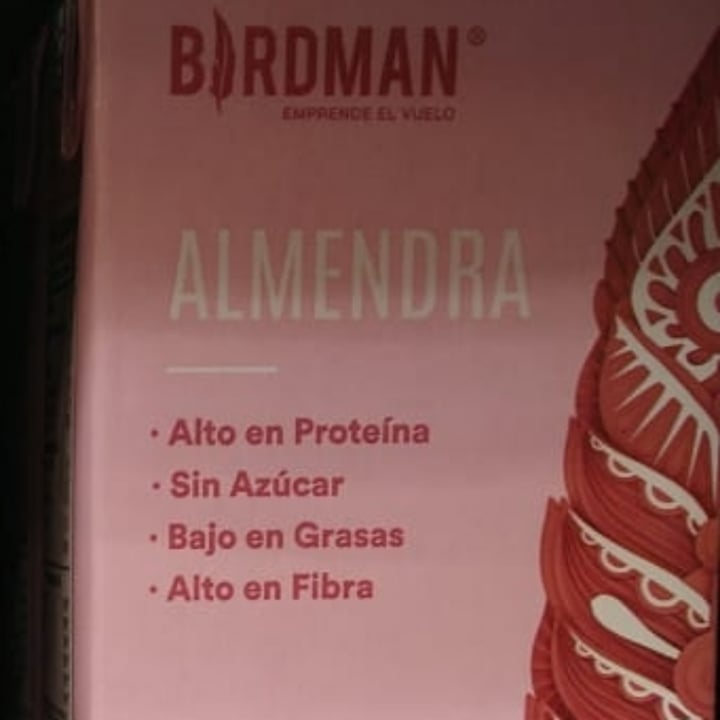 BIRDMAN®
EMPRENDE EL VUELO
ALMENDRA
· Alto en Proteína
· Sin Azúcar
· Bajo en Grasas
· Alto en Fibra